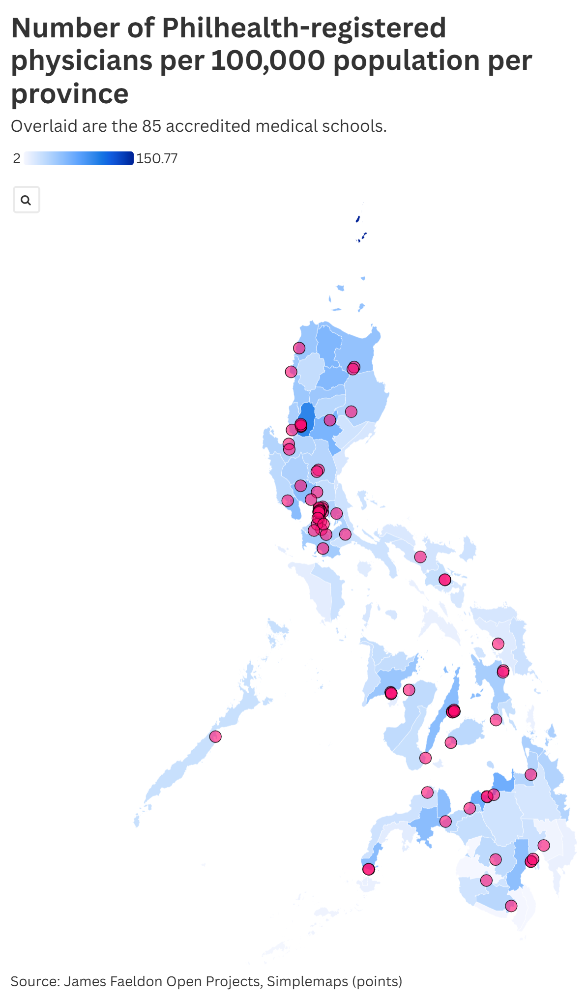 Number of Philhealth-registered
physicians per 100,000 population per
province
Overlaid are the 85 accredited medical schools.
2 150.77
Source: James Faeldon Open Projects, Simplemaps (points)